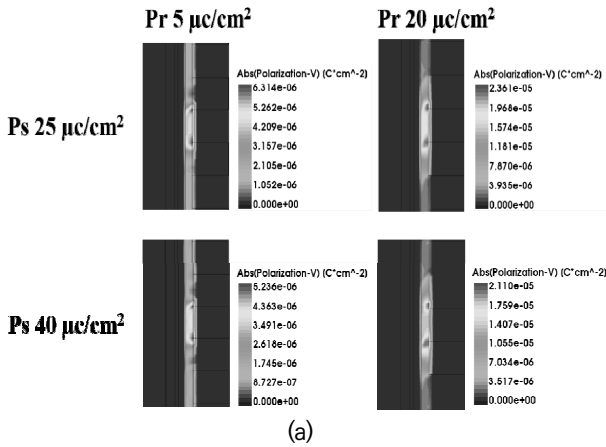 Pr 5 µc/cm²
Pr 20 µc/cm²
Ps 25 µc/cm²
Abs(Polarization-V) (C*cm^-2)
6.314e-06
5.262e-06
4.209e-06
3.157e-06
2.105e-06
1.052e-06
0.000e+00
Abs(Polarization-V) (C*cm^-2)
2.361e-05
1.968e-05
1.574e-05
1.181e-05
7.870e-06
3.935e-06
0.000e+00
Ps 40 µc/cm²
Abs(Polarization-V) (C*cm^-2)
5.236e-06
4.363e-06
3.491e-06
2.618e-06
1.745e-06
8.727e-07
0.000e+00
Abs(Polarization-V) (C*cm^-2)
2.110e-05
1.759e-05
1.407e-05
1.055e-05
7.034e-06
3.517e-06
0.000e+00
(a)